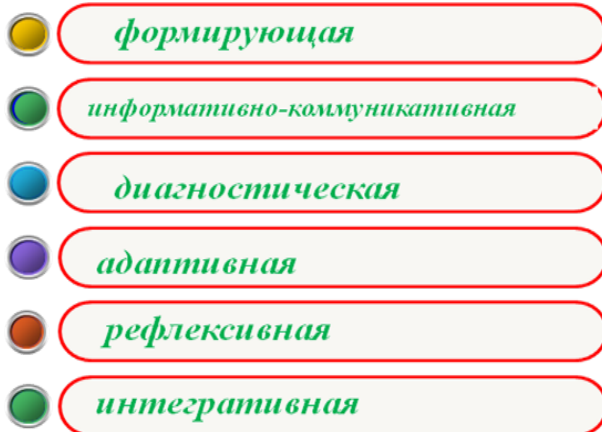 формирующая
информативно-коммуникативная
диагностическая
адаптивная
рефлексивная
интегративная